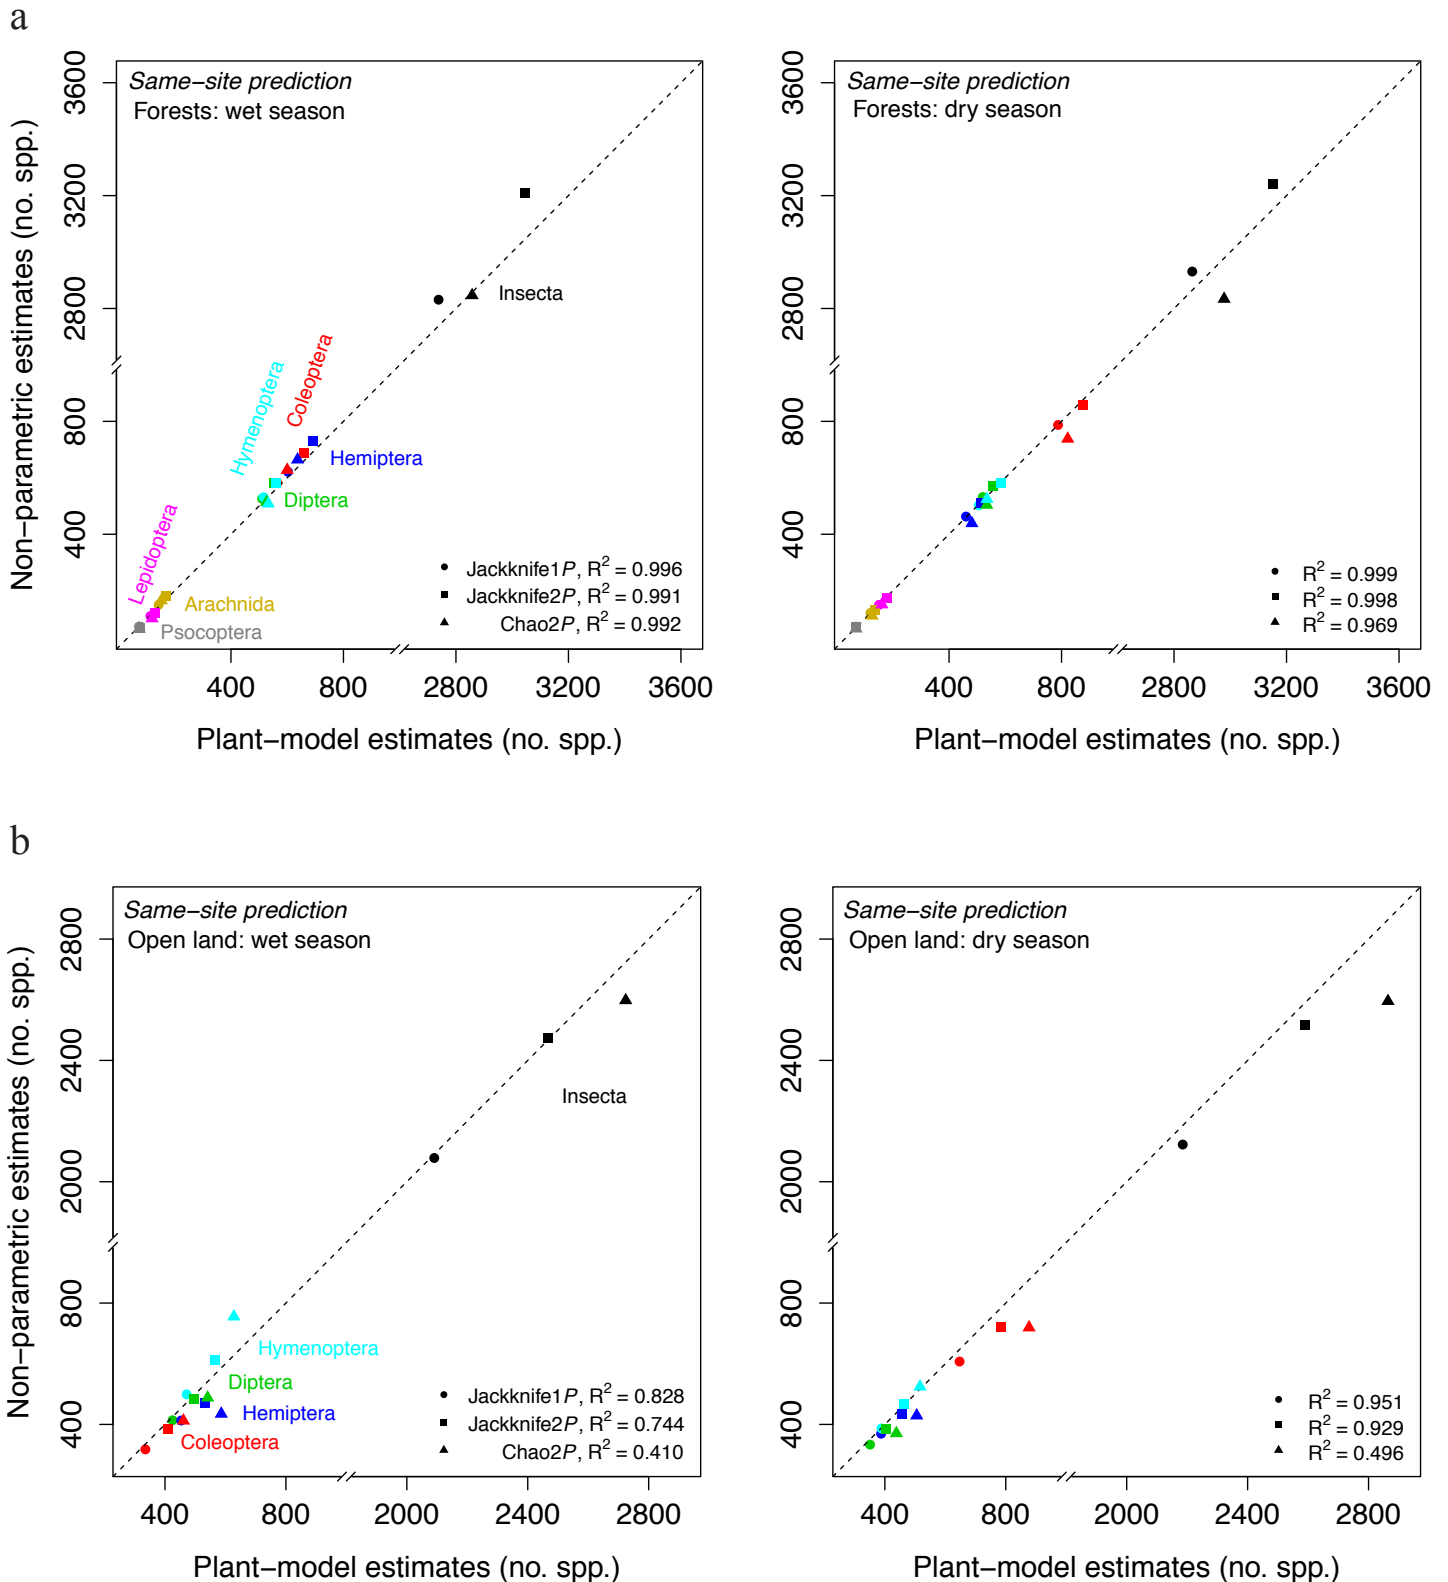 a
Same-site prediction
Forests: wet season
Non-parametric estimates (no. spp.)
3600
3200
2800
800
400
Insecta
Coleoptera
Hymenoptera
Hemiptera
Diptera
Lepidoptera
Arachnida
Psocoptera
Jackknife1P, R² = 0.996
Jackknife2P, R² = 0.991
Chao2P, R² = 0.992
400 800 2800 3200 3600
Plant-model estimates (no. spp.)
Same-site prediction
Forests: dry season
3600
3200
2800
800
400
R² = 0.999
R² = 0.998
R² = 0.969
400 800 2800 3200 3600
Plant-model estimates (no. spp.)
b
Same-site prediction
Open land: wet season
Non-parametric estimates (no. spp.)
2800
2400
2000
800
400
Insecta
Hymenoptera
Diptera
Hemiptera
Coleoptera
Jackknife1P, R² = 0.828
Jackknife2P, R² = 0.744
Chao2P, R² = 0.410
400 800 2000 2400 2800
Plant-model estimates (no. spp.)
Same-site prediction
Open land: dry season
2800
2400
2000
800
400
R² = 0.951
R² = 0.929
R² = 0.496
400 800 2000 2400 2800
Plant-model estimates (no. spp.)